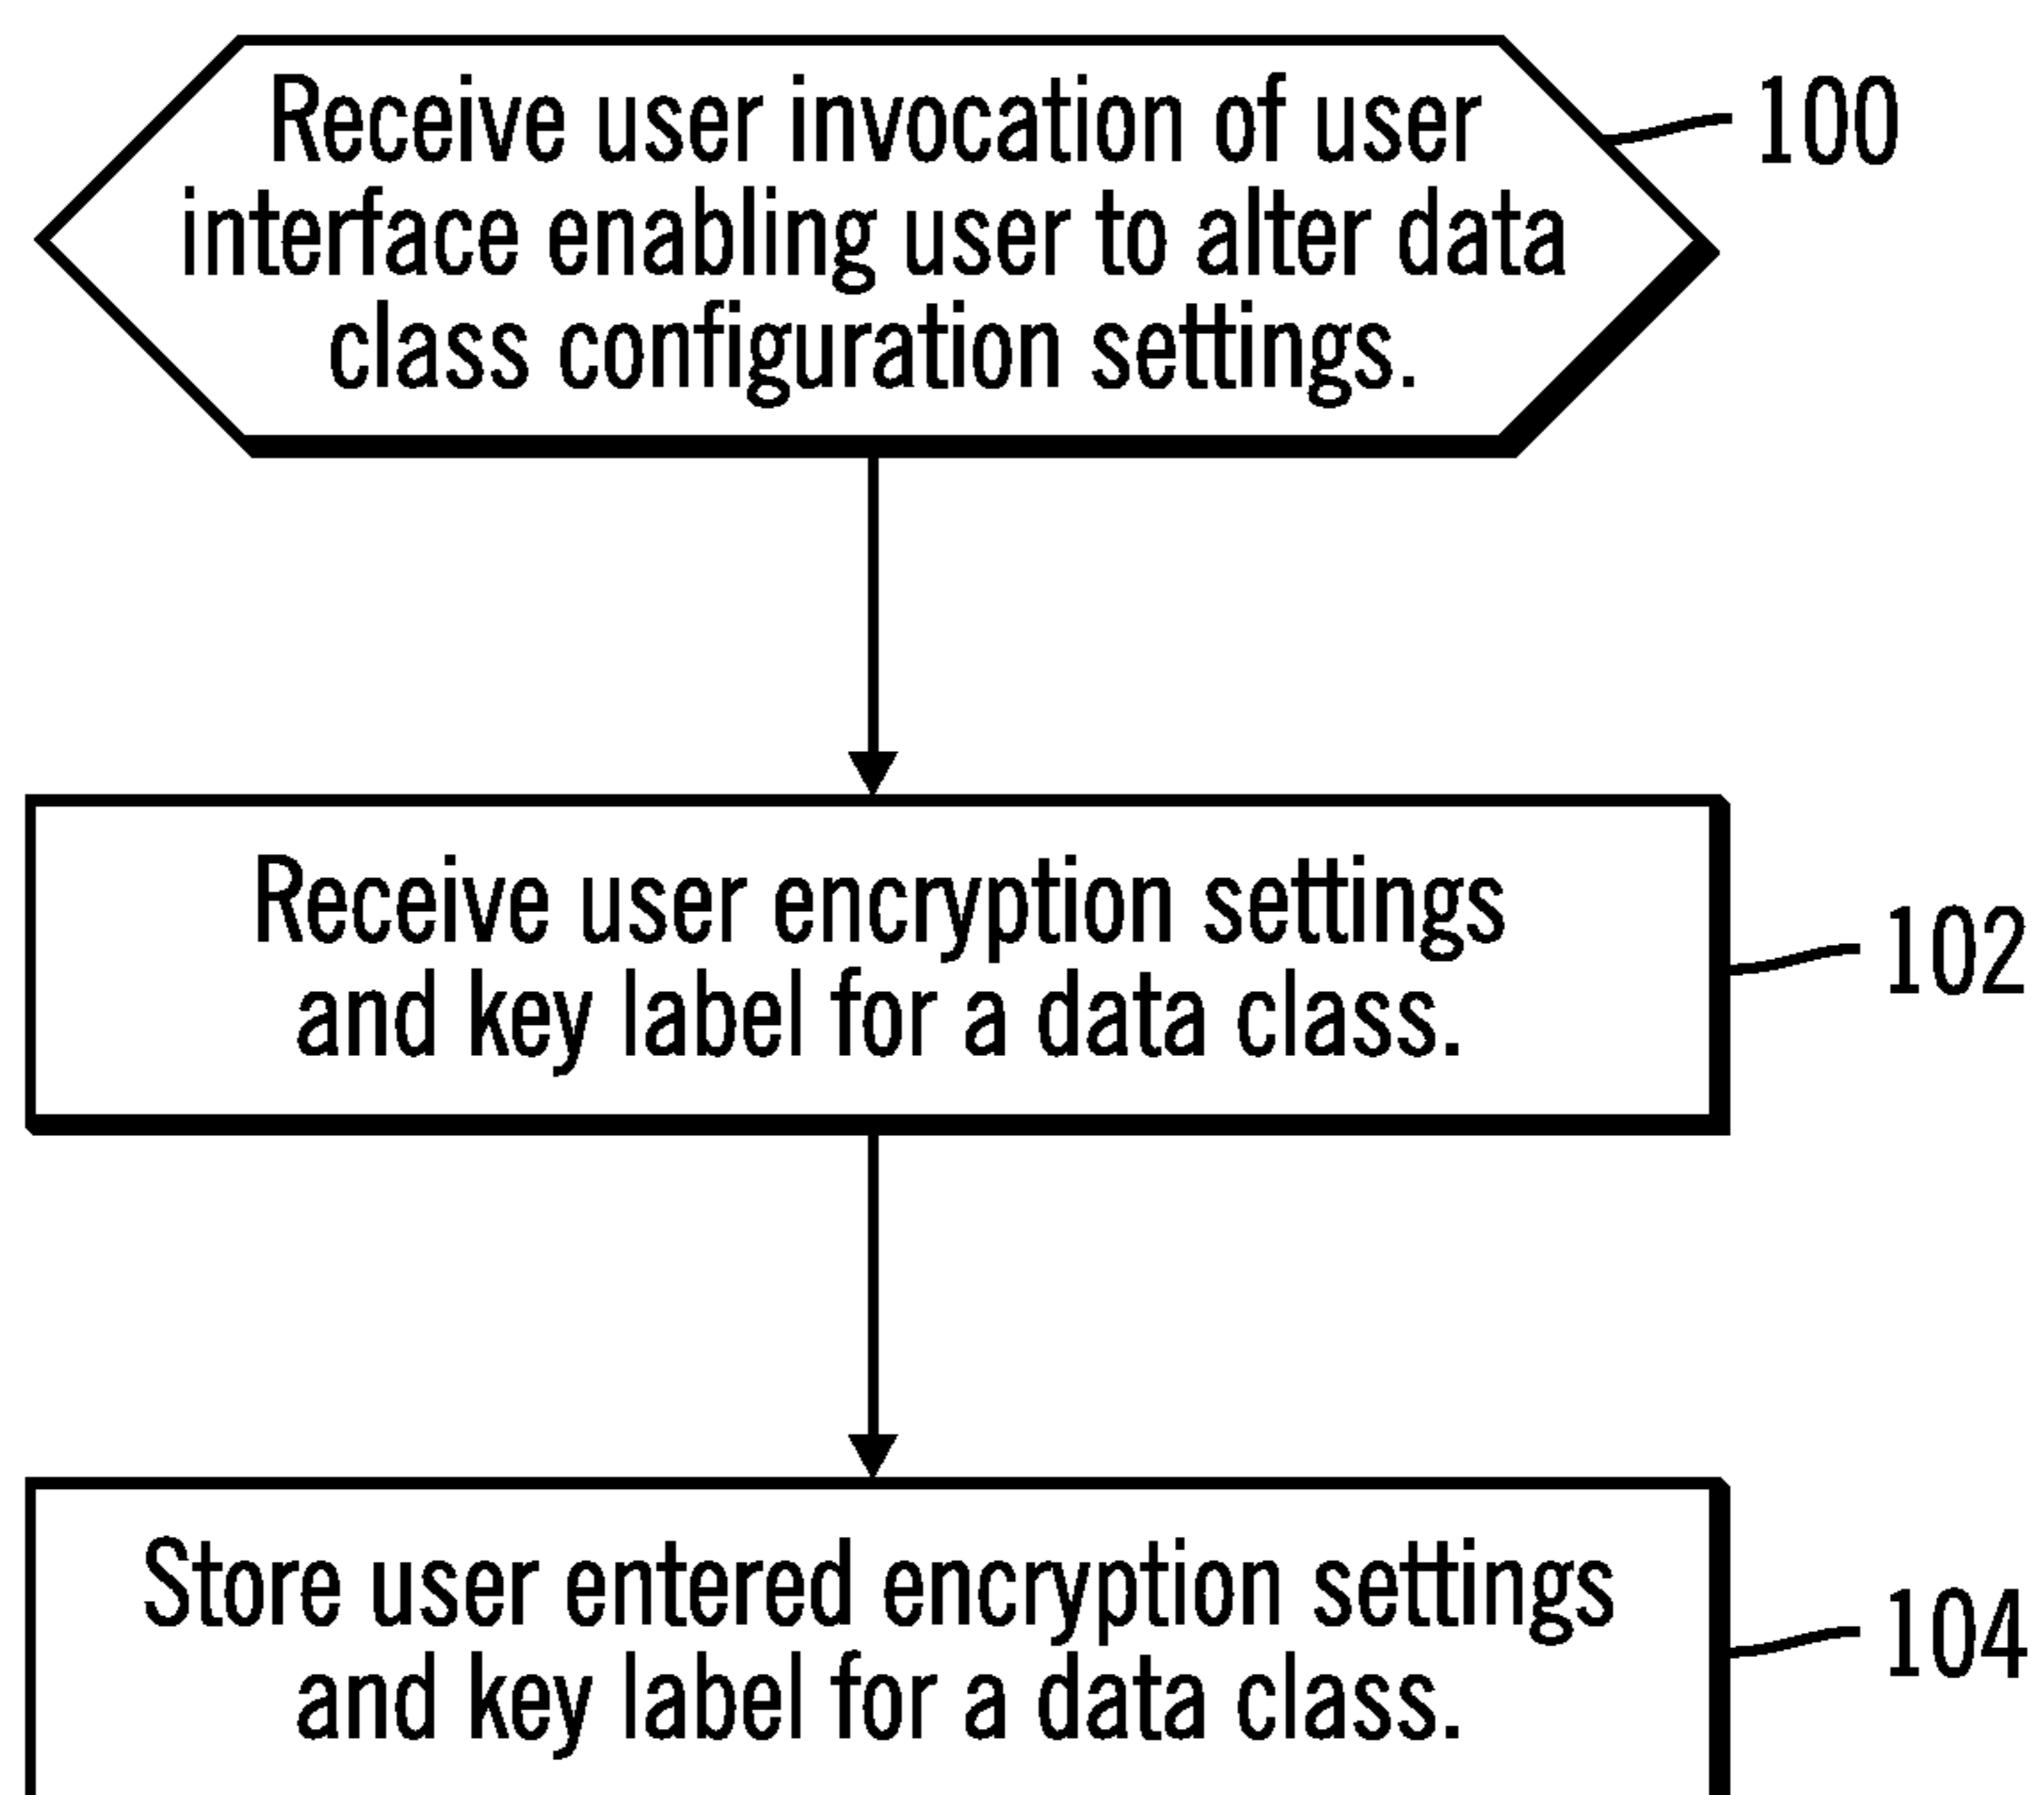 Receive user invocation of user
interface enabling user to alter data
class configuration settings.
100
Receive user encryption settings
and key label for a data class.
102
Store user entered encryption settings
and key label for a data class.
104